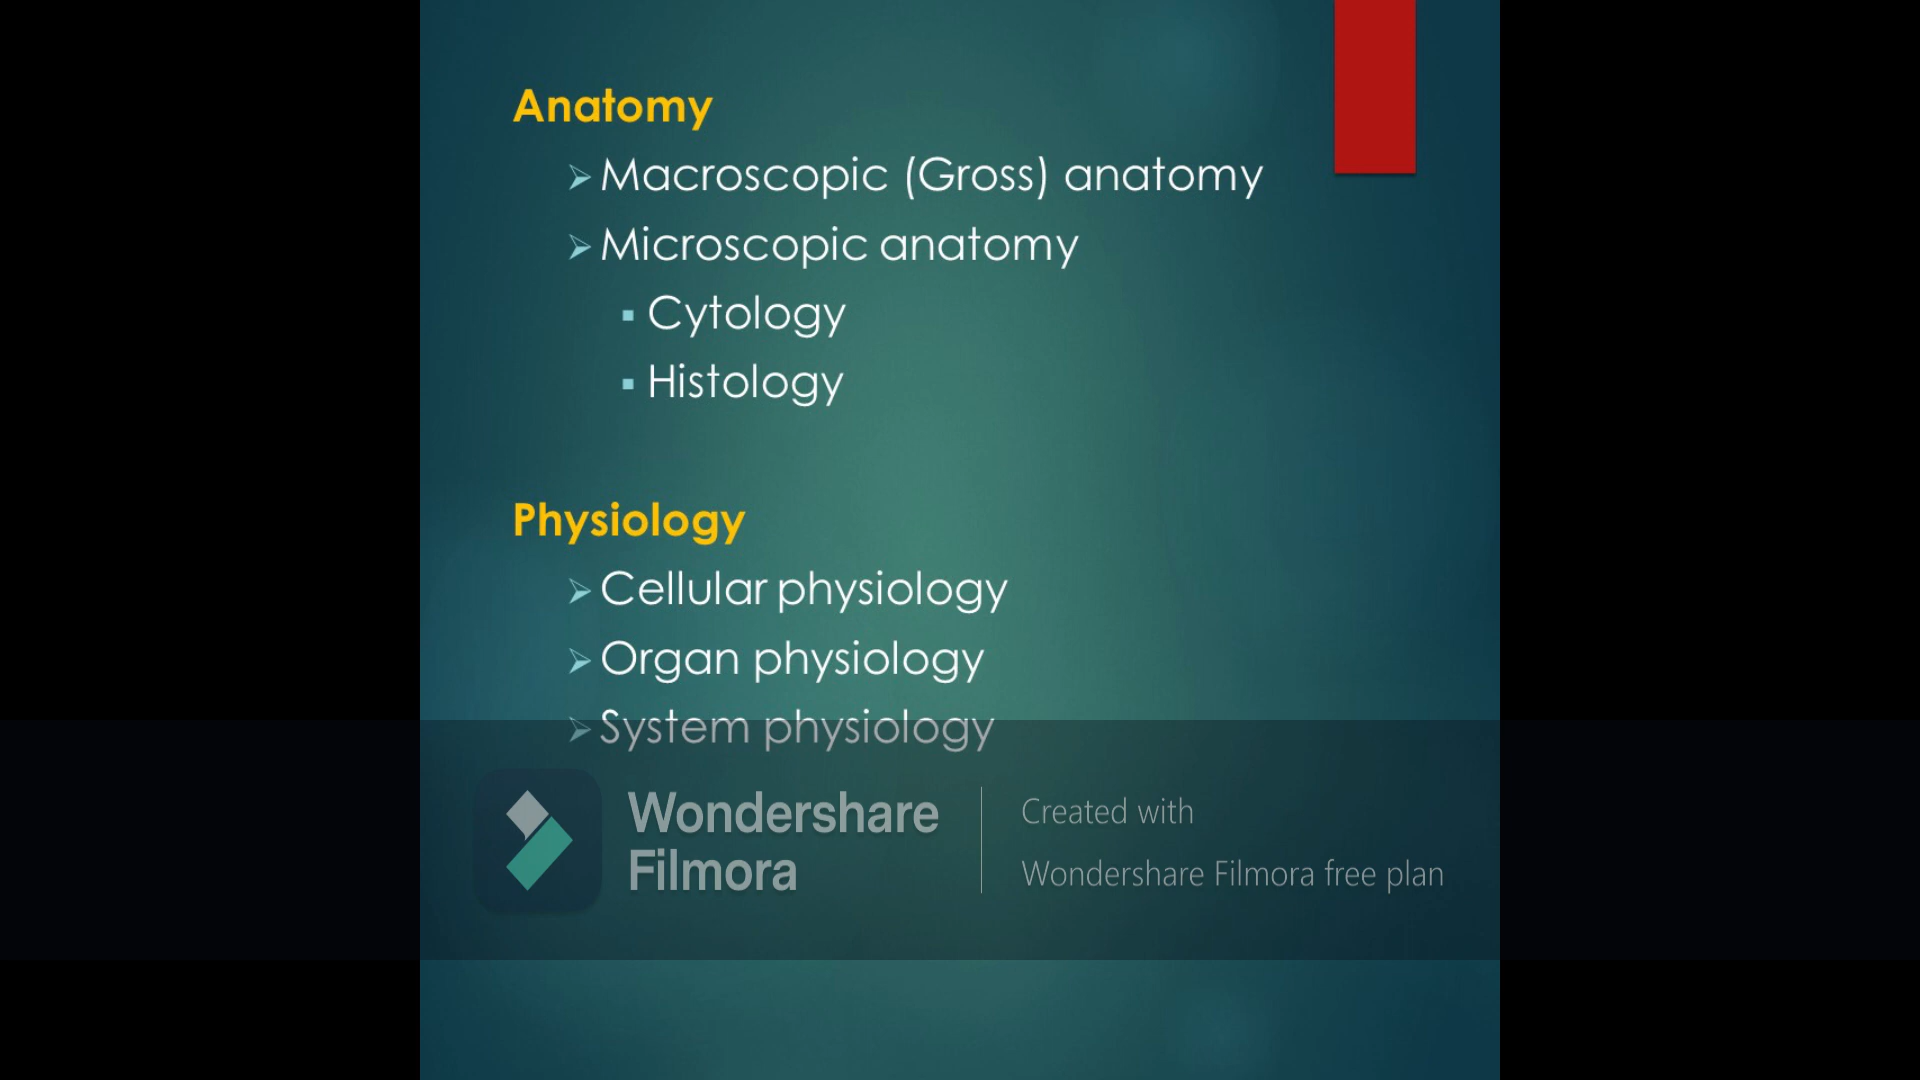 Anatomy
➢ Macroscopic (Gross) anatomy
➢ Microscopic anatomy
▪ Cytology
▪ Histology
Physiology
➢ Cellular physiology
➢ Organ physiology
➢ System physiology
Wondershare
Filmora
Created with
Wondershare Filmora free plan